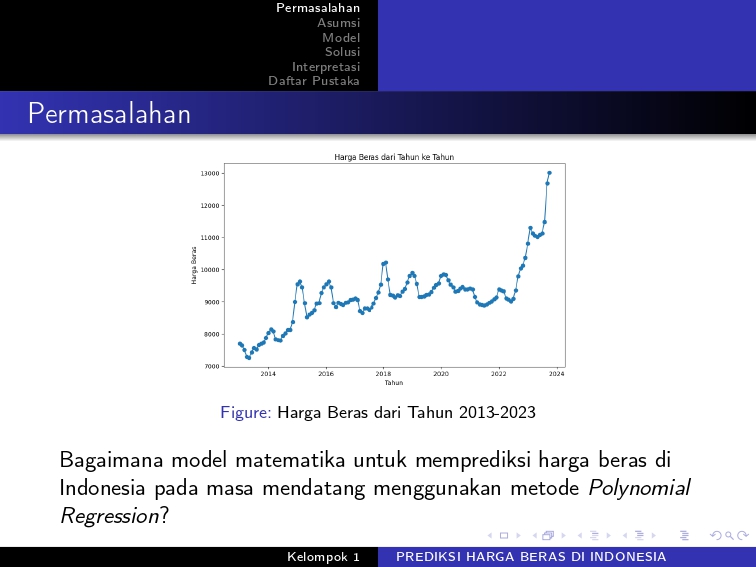 Permasalahan
Asumsi
Model
Solusi
Interpretasi
Daftar Pustaka
Permasalahan
Harga Beras dari Tahun ke Tahun
13000
12000
11000
10000
9000
8000
7000
Harga Beras
2014 2016 2018 2020 2022 2024
Tahun
Figure: Harga Beras dari Tahun 2013-2023
Bagaimana model matematika untuk memprediksi harga beras di
Indonesia pada masa mendatang menggunakan metode Polynomial
Regression?
Kelompok 1 PREDIKSI HARGA BERAS DI INDONESIA